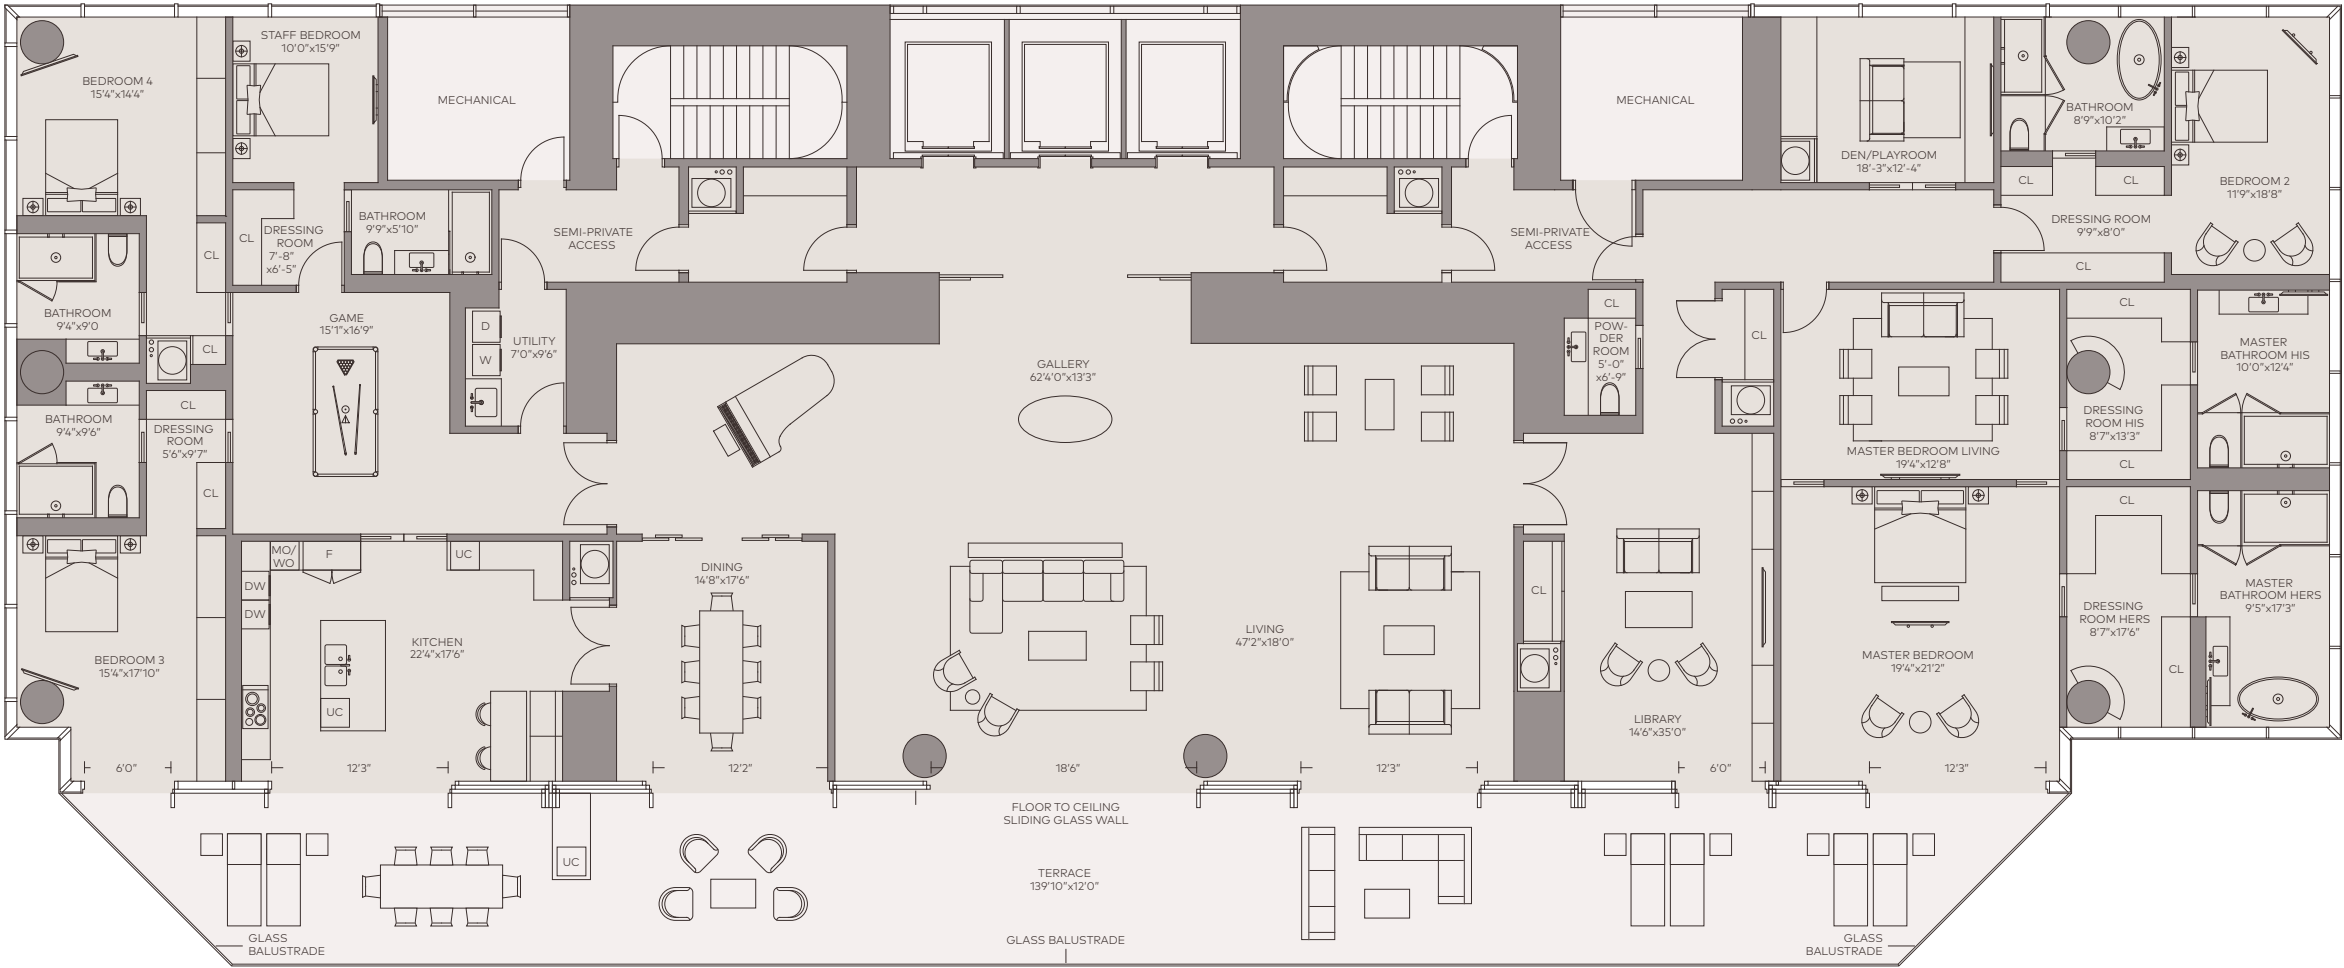 BEDROOM 4
15'4"x14'4"
STAFF BEDROOM
10'0"x15'9"
MECHANICAL
MECHANICAL
DEN/PLAYROOM
18'-3"x12'-4"
BATHROOM
8'9"x10'2"
CL
CL
BEDROOM 2
11'9"x18'8"
DRESSING ROOM
9'9"x8'0"
CL
CL
CL
DRESSING
ROOM
7'-8"
x6'-5"
BATHROOM
9'9"x5'10"
SEMI-PRIVATE
ACCESS
SEMI-PRIVATE
ACCESS
BATHROOM
9'4"x9'0
CL
GAME
15'1"x16'9"
D
W
UTILITY
7'0"x9'6"
GALLERY
62'4'0"x13'3"
CL
POW-
DER
ROOM
5'-0"
x6'-9"
CL
MASTER BEDROOM LIVING
19'4"x12'8"
CL
DRESSING
ROOM HIS
8'7"x13'3"
CL
MASTER
BATHROOM HIS
10'0"x12'4"
CL
BATHROOM
9'4"x9'6"
DRESSING
ROOM
5'6"x9'7"
CL
MO/
WO
F
UC
DW
DW
KITCHEN
22'4"x17'6"
UC
DINING
14'8"x17'6"
LIVING
47'2"x18'0"
CL
LIBRARY
14'6"x35'0"
MASTER BEDROOM
19'4"x21'2"
CL
DRESSING
ROOM HERS
8'7"x17'6"
CL
MASTER
BATHROOM HERS
9'5"x17'3"
BEDROOM 3
15'4"x17'10"
6'0"
12'3"
12'2"
18'6"
12'3"
6'0"
12'3"
FLOOR TO CEILING
SLIDING GLASS WALL
UC
TERRACE
139'10"x12'0"
GLASS
BALUSTRADE
GLASS BALUSTRADE
GLASS
BALUSTRADE